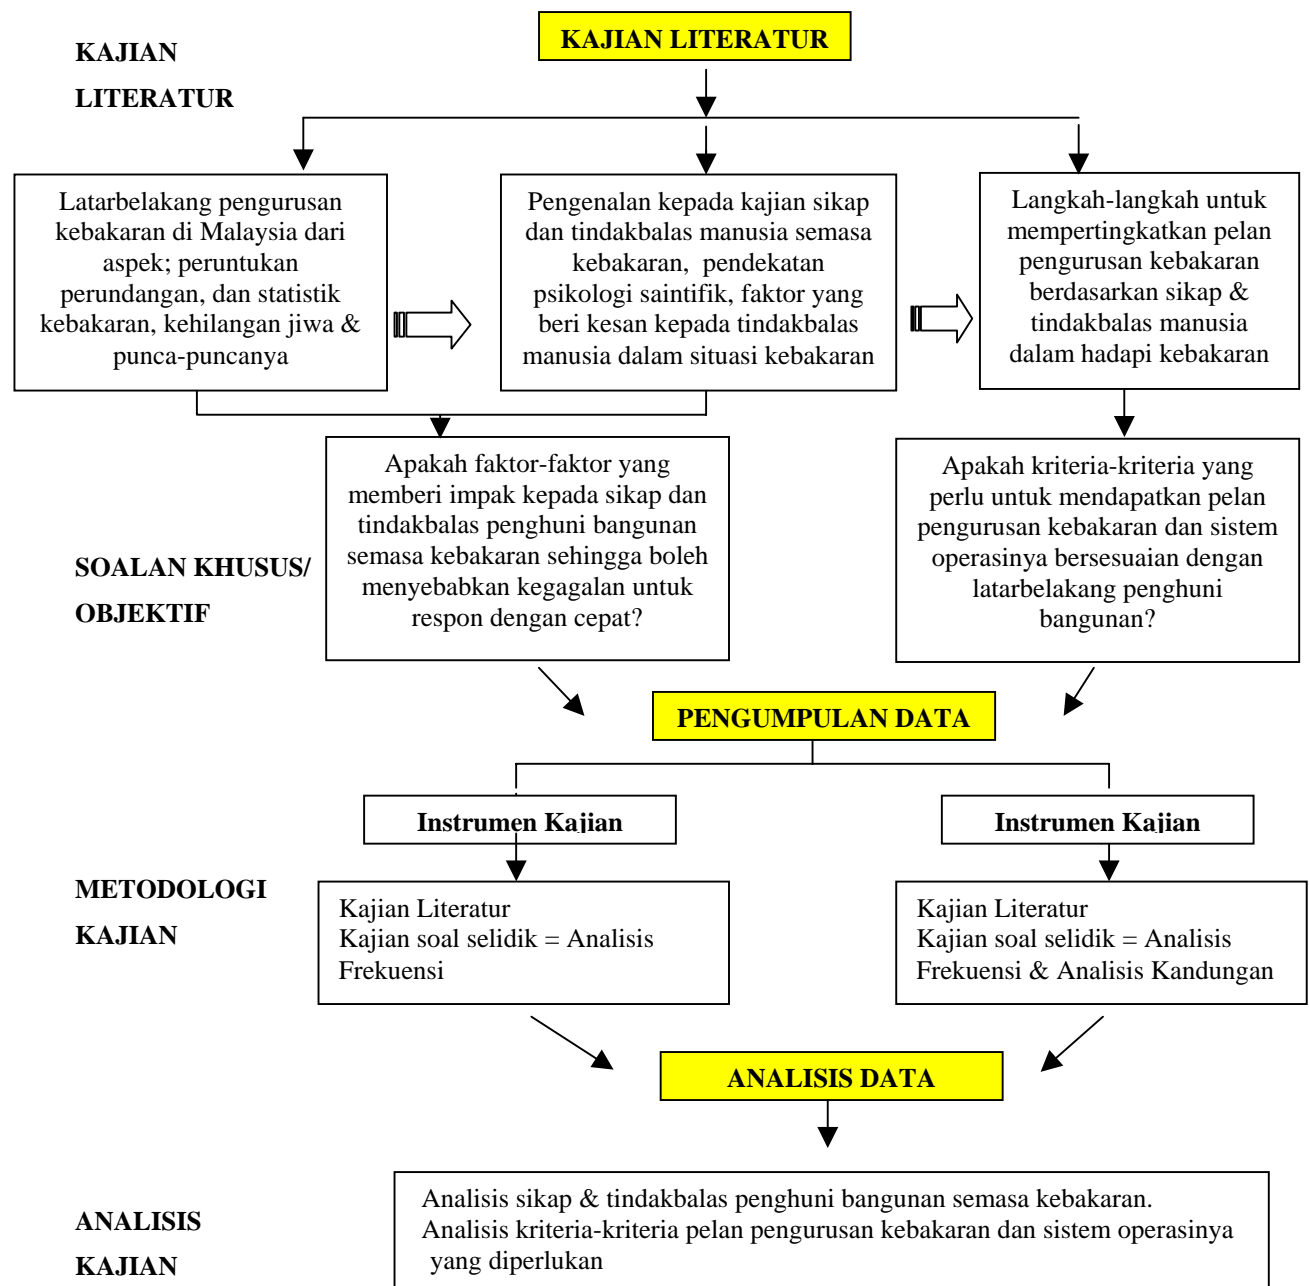 KAJIAN
LITERATUR
KAJIAN LITERATUR
Latarbelakang pengurusan
kebakaran di Malaysia dari
aspek; peruntukan
perundangan, dan statistik
kebakaran, kehilangan jiwa &
punca-puncanya
Pengenalan kepada kajian sikap
dan tindakbalas manusia semasa
kebakaran, pendekatan
psikologi saintifik, faktor yang
beri kesan kepada tindakbalas
manusia dalam situasi kebakaran
Langkah-langkah untuk
mempertingkatkan pelan
pengurusan kebakaran
berdasarkan sikap &
tindakbalas manusia
dalam hadapi kebakaran
SOALAN KHUSUS/
OBJEKTIF
Apakah faktor-faktor yang
memberi impak kepada sikap dan
tindakbalas penghuni bangunan
semasa kebakaran sehingga boleh
menyebabkan kegagalan untuk
respon dengan cepat?
Apakah kriteria-kriteria yang
perlu untuk mendapatkan pelan
pengurusan kebakaran dan sistem
operasinya bersesuaian dengan
latarbelakang penghuni
bangunan?
PENGUMPULAN DATA
Instrumen Kajian
Instrumen Kajian
METODOLOGI
KAJIAN
Kajian Literatur
Kajian soal selidik = Analisis
Frekuensi
Kajian Literatur
Kajian soal selidik = Analisis
Frekuensi & Analisis Kandungan
ANALISIS DATA
ANALISIS
KAJIAN
Analisis sikap & tindakbalas penghuni bangunan semasa kebakaran.
Analisis kriteria-kriteria pelan pengurusan kebakaran dan sistem operasinya
yang diperlukan